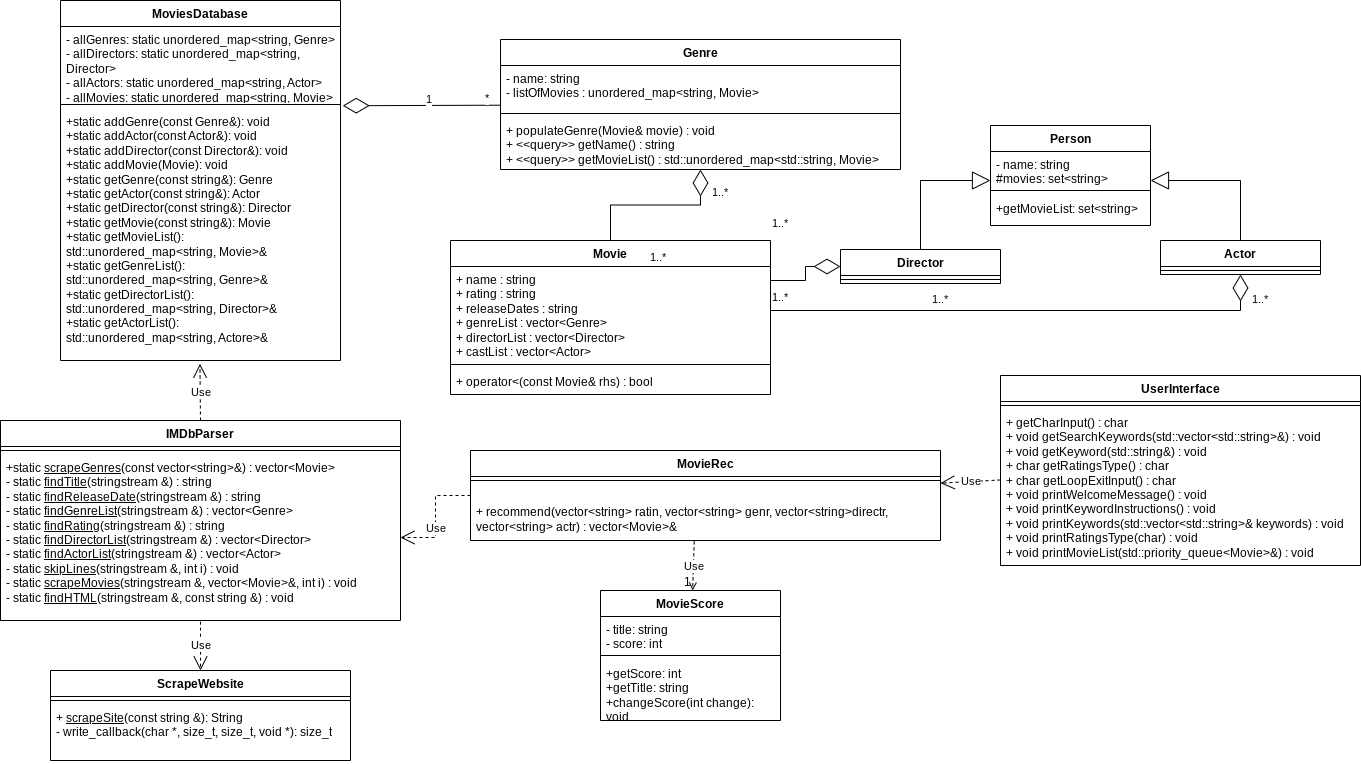 MoviesDatabase
- allGenres: static unordered_map<string, Genre>
- allDirectors: static unordered_map<string,
Director>
- allActors: static unordered_map<string, Actor>
- allMovies: static unordered_map<string, Movie>
+static addGenre(const Genre&): void
+static addActor(const Actor&): void
+static addDirector(const Director&): void
+static addMovie(Movie): void
+static getGenre(const string&): Genre
+static getActor(const string&): Actor
+static getDirector(const string&): Director
+static getMovie(const string&): Movie
+static getMovieList():
std::unordered_map<string, Movie>&
+static getGenreList():
std::unordered_map<string, Genre>&
+static getDirectorList():
std::unordered_map<string, Director>&
+static getActorList():
std::unordered_map<string, Actore>&
1
*
Genre
- name: string
- listOfMovies : unordered_map<string, Movie>
+ populateGenre(Movie& movie) : void
+ <<query>> getName() : string
+ <<query>> getMovieList() : std::unordered_map<std::string, Movie>
1..*
1..*
Person
- name: string
#movies: set<string>
+getMovieList: set<string>
Movie
1..*
+ name : string
+ rating : string
+ releaseDates : string
+ genreList : vector<Genre>
+ directorList : vector<Director>
+ castList : vector<Actor>
+ operator<(const Movie& rhs) : bool
Director
Actor
1..*
1..*
1..*
Use
IMDbParser
+static scrapeGenres(const vector<string>&) : vector<Movie>
- static findTitle(stringstream &) : string
- static findReleaseDate(stringstream &) : string
- static findGenreList(stringstream &) : vector<Genre>
- static findRating(stringstream &) : string
- static findDirectorList(stringstream &) : vector<Director>
- static findActorList(stringstream &) : vector<Actor>
- static skipLines(stringstream &, int i) : void
- static scrapeMovies(stringstream &, vector<Movie>&, int i) : void
- static findHTML(stringstream &, const string &) : void
Use
MovieRec
+ recommend(vector<string> ratin, vector<string> genr, vector<string>directr,
vector<string> actr) : vector<Movie>&
Use
UserInterface
+ getCharInput() : char
+ void getSearchKeywords(std::vector<std::string>&) : void
+ void getKeyword(std::string&) : void
+ char getRatingsType() : char
+ char getLoopExitInput() : char
+ void printWelcomeMessage() : void
+ void printKeywordInstructions() : void
+ void printKeywords(std::vector<std::string>& keywords) : void
+ void printRatingsType(char) : void
+ void printMovieList(std::priority_queue<Movie>&) : void
Use
1
MovieScore
- title: string
- score: int
+getScore: int
+getTitle: string
+changeScore(int change):
void
Use
ScrapeWebsite
+ scrapeSite(const string &): String
- write_callback(char *, size_t, size_t, void *): size_t